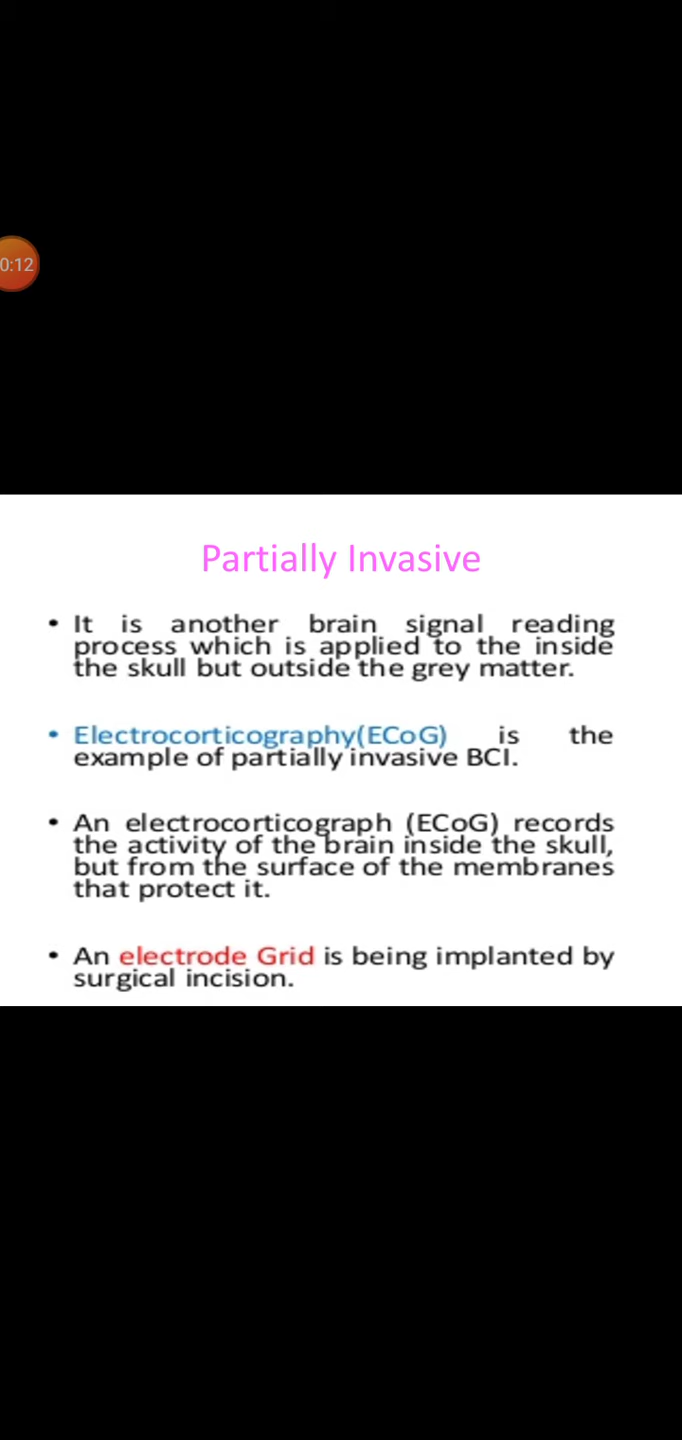 0:12
Partially Invasive
• It is another brain signal reading
process which is applied to the inside
the skull but outside the grey matter.
• Electrocorticography(ECoG) is the
example of partially invasive BCI.
• An electrocorticograph (ECoG) records
the activity of the brain inside the skull,
but from the surface of the membranes
that protect it.
• An electrode Grid is being implanted by
surgical incision.